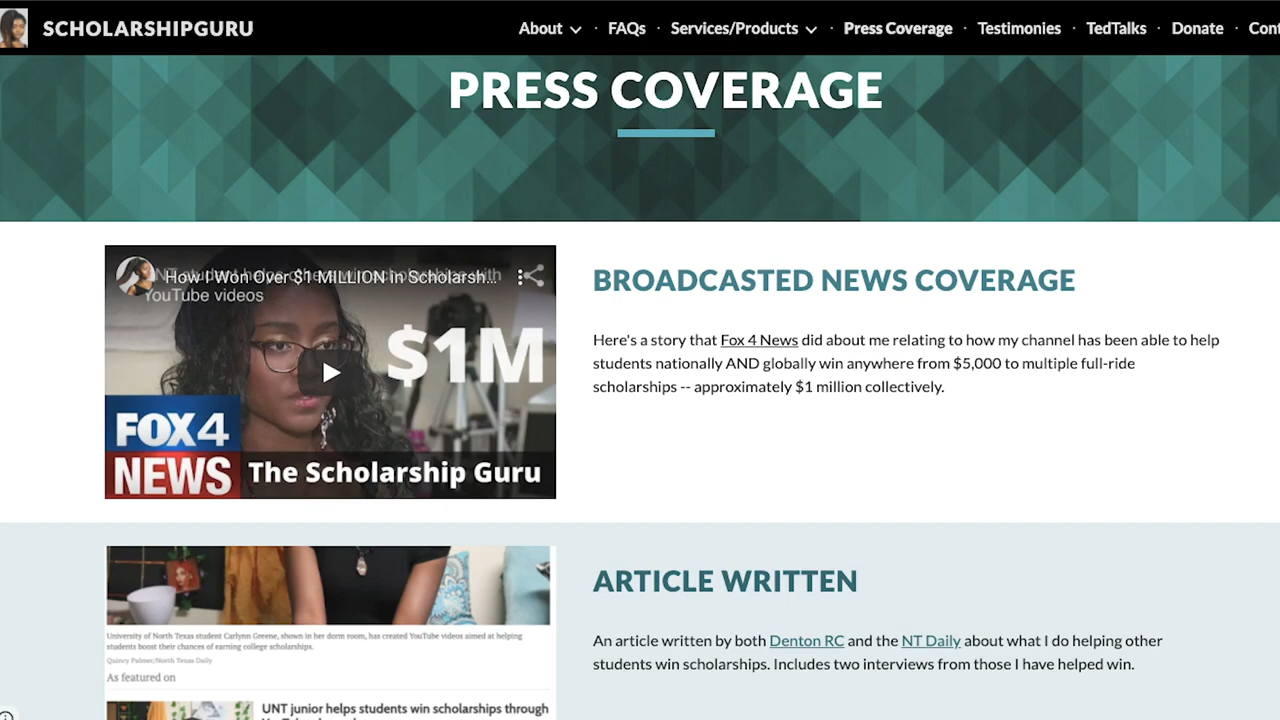 SCHOLARSHIPGURU
About · FAQs · Services/Products · Press Coverage · Testimonies · TedTalks · Donate ·
PRESS COVERAGE
How I Won Over $1 MILLION in Scholarsh...
YouTube videos
$1M
FOX 4
NEWS
The Scholarship Guru
BROADCASTED NEWS COVERAGE
Here's a story that Fox 4 News did about me relating to how my channel has been able to help
students nationally AND globally win anywhere from $5,000 to multiple full-ride
scholarships -- approximately $1 million collectively.
University of North Texas student Carlynn Greene, shown in her dorm room, has created YouTube videos aimed at helping
students boost their chances of earning college scholarships.
Quincy Palmer/North Texas Daily
As featured on
UNT junior helps students win scholarships through
ARTICLE WRITTEN
An article written by both Denton RC and the NT Daily about what I do helping other
students win scholarships. Includes two interviews from those I have helped win.